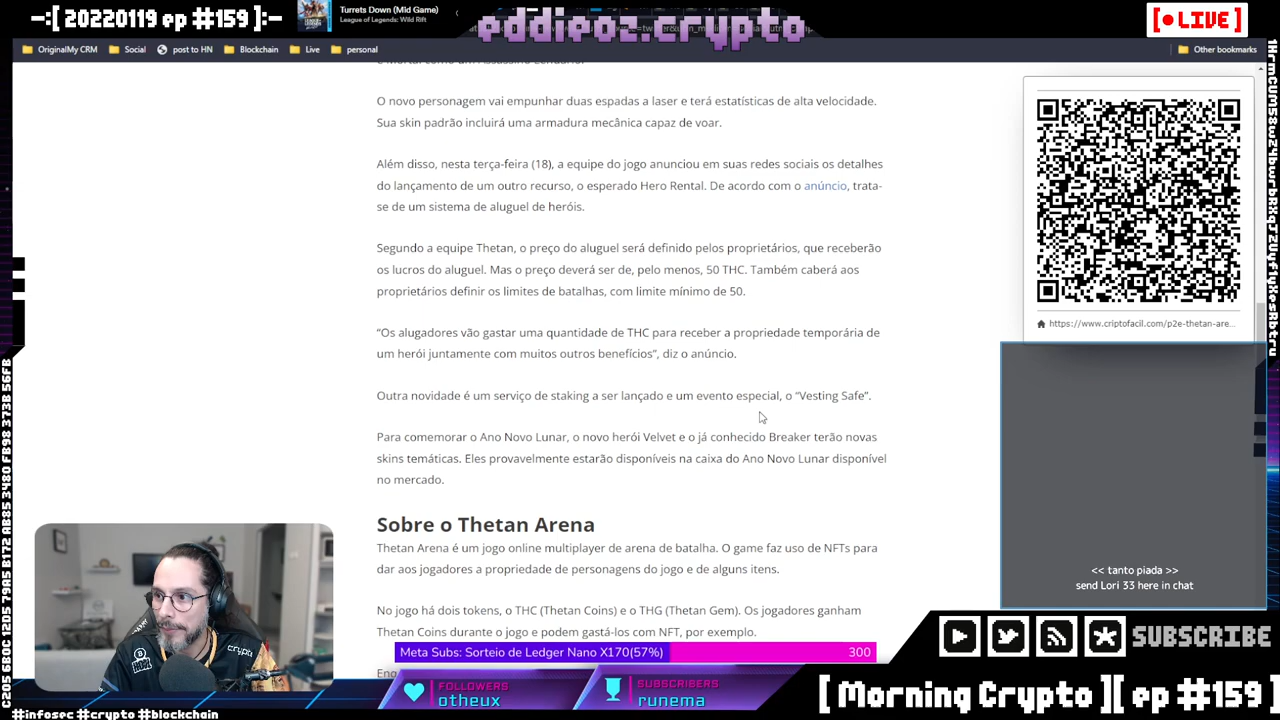 -:[ 20220119 ep #159 ]:-
Turrets Down (Mid Game)
League of Legends: Wild Rift
eddieoz.crypto
[● LIVE]
OriginalMy CRM
Social
post to HN
Blockchain
Live
personal
Other bookmarks
O novo personagem vai empunhar duas espadas a laser e terá estatísticas de alta velocidade.
Sua skin padrão incluirá uma armadura mecânica capaz de voar.
Além disso, nesta terça-feira (18), a equipe do jogo anunciou em suas redes sociais os detalhes
do lançamento de um outro recurso, o esperado Hero Rental. De acordo com o anúncio, trata-
se de um sistema de aluguel de heróis.
Segundo a equipe Thetan, o preço do aluguel será definido pelos proprietários, que receberão
os lucros do aluguel. Mas o preço deverá ser de, pelo menos, 50 THC. Também caberá aos
proprietários definir os limites de batalhas, com limite mínimo de 50.
“Os alugadores vão gastar uma quantidade de THC para receber a propriedade temporária de
um herói juntamente com muitos outros benefícios”, diz o anúncio.
Outra novidade é um serviço de staking a ser lançado e um evento especial, o “Vesting Safe”.
Para comemorar o Ano Novo Lunar, o novo herói Velvet e o já conhecido Breaker terão novas
skins temáticas. Eles provavelmente estarão disponíveis na caixa do Ano Novo Lunar disponível
no mercado.
Sobre o Thetan Arena
Thetan Arena é um jogo online multiplayer de arena de batalha. O game faz uso de NFTs para
dar aos jogadores a propriedade de personagens do jogo e de alguns itens.
No jogo há dois tokens, o THC (Thetan Coins) e o THG (Thetan Gem). Os jogadores ganham
Thetan Coins durante o jogo e podem gastá-los com NFT, por exemplo.
https://www.criptofacil.com/p2e-thetan-are...
<< tanto piada >>
send Lori 33 here in chat
crypto
Meta Subs: Sorteio de Ledger Nano X170(57%)
300
SUBSCRIBE
FOLLOWERS
otheux
SUBSCRIBERS
runema
[ Morning Crypto ][ ep #159 ]
#infosec #crypto #blockchain